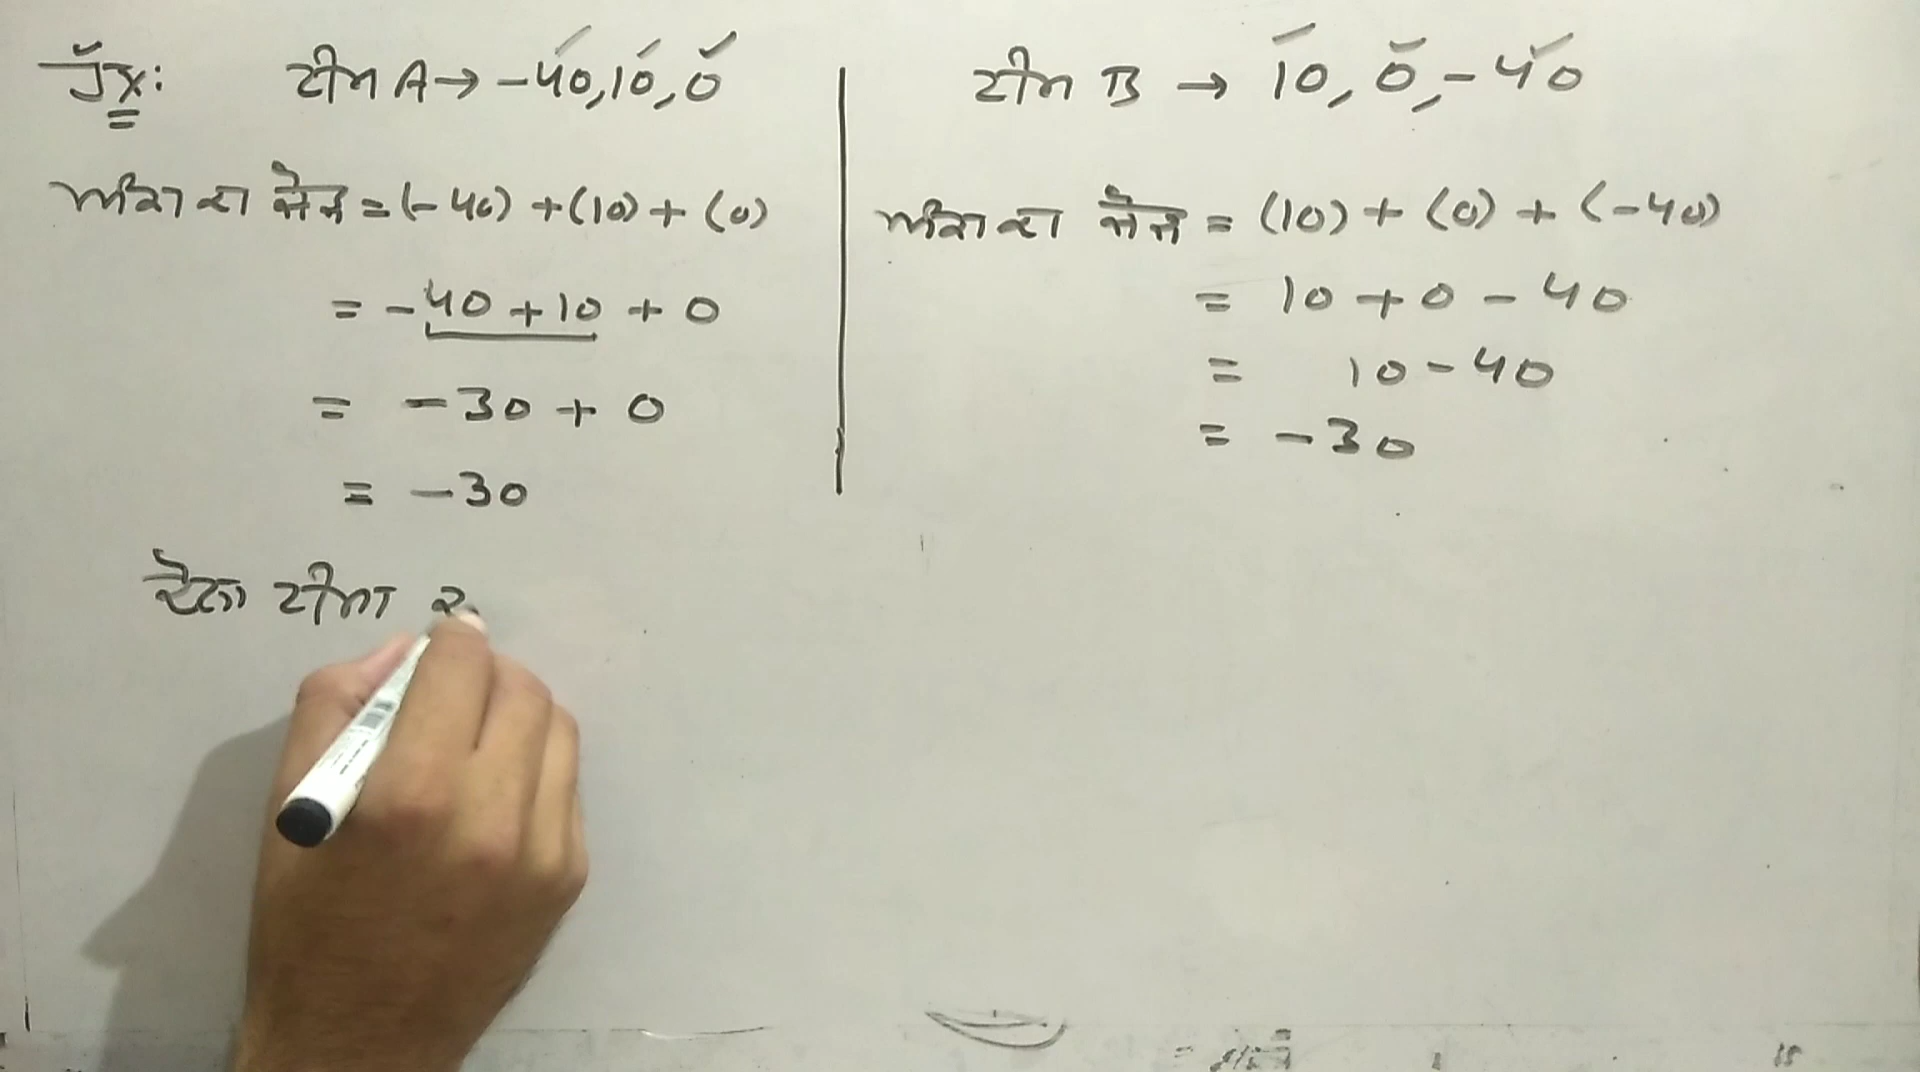 ਹੱਲ: ਟੀਮ A → -40, 10, 0
ਅੰਕਾਂ ਦਾ ਜੋੜ = (-40) + (10) + (0)
= -40 + 10 + 0
= -30 + 0
= -30
ਦੋਨਾਂ ਟੀਮਾਂ
ਟੀਮ B → 10, 0, -40
ਅੰਕਾਂ ਦਾ ਜੋੜ = (10) + (0) + (-40)
= 10 + 0 - 40
= 10 - 40
= -30